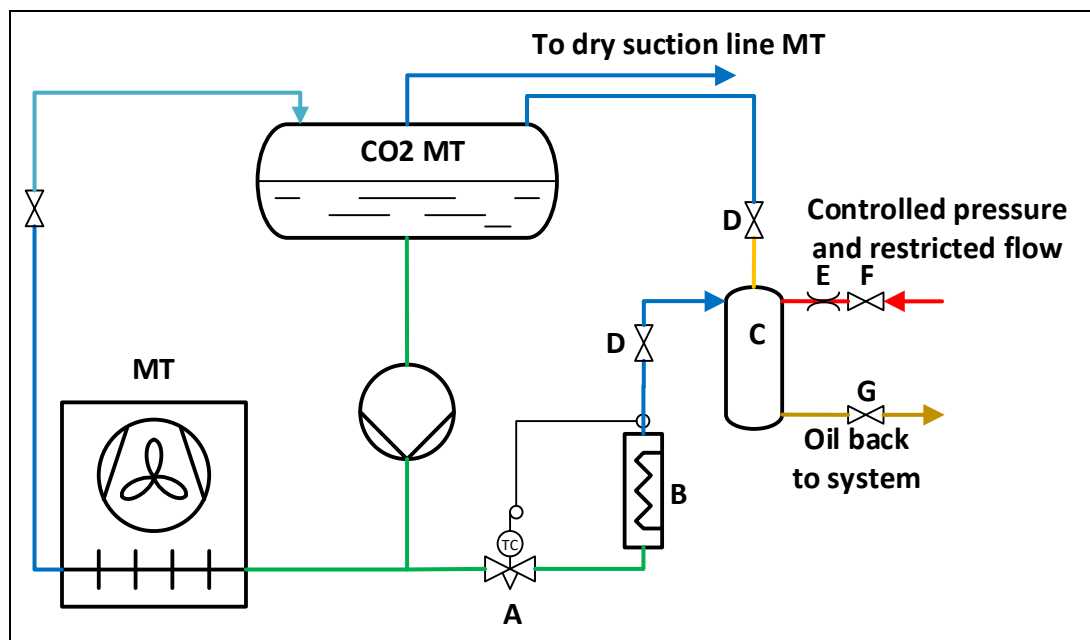 To dry suction line MT
CO2 MT
D
Controlled pressure
and restricted flow
E
F
C
D
MT
G
Oil back
to system
B
TC
A